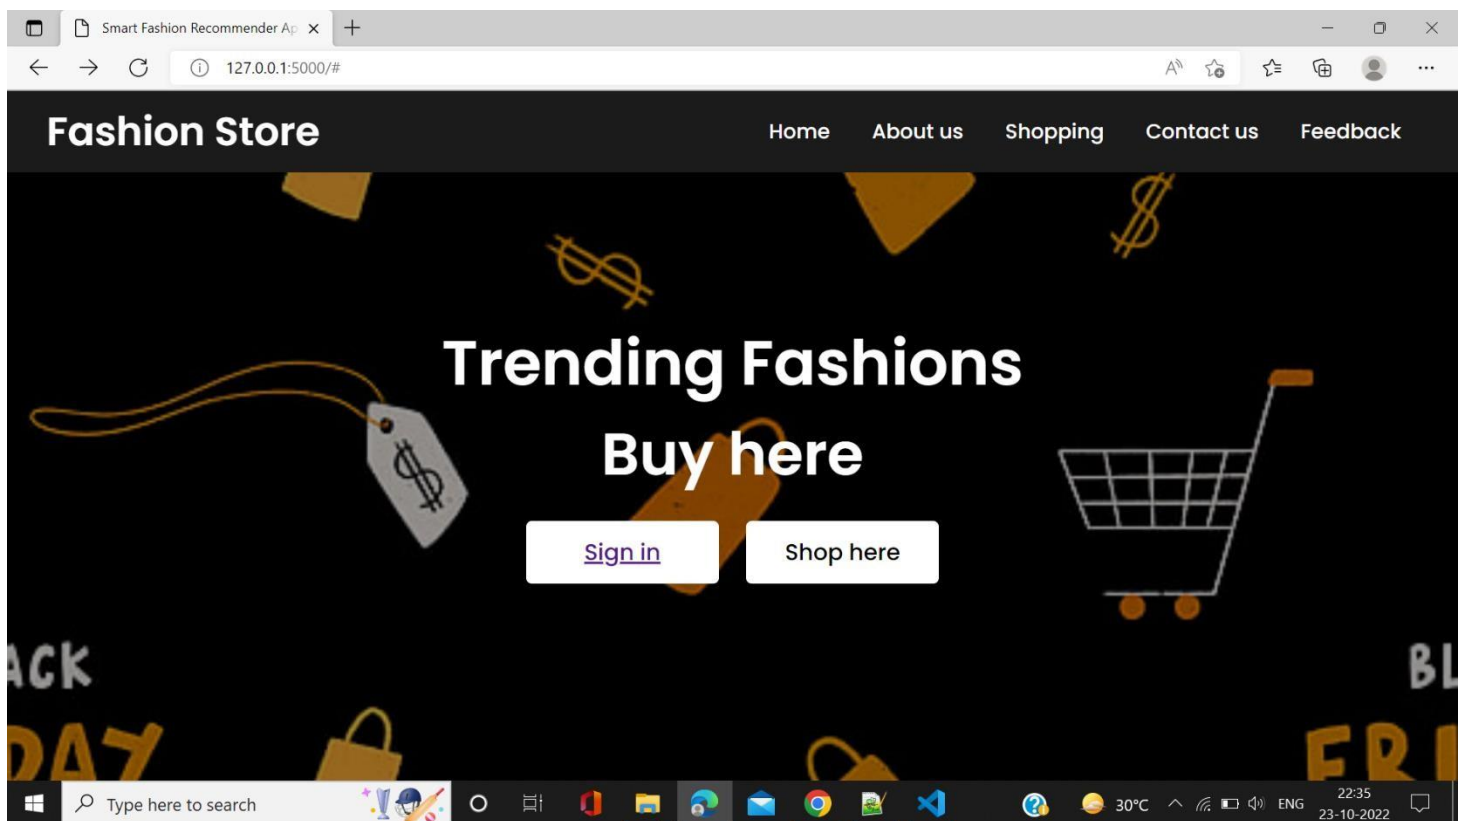 Smart Fashion Recommender Ap
127.0.0.1:5000/#
Fashion Store
Home About us Shopping Contact us Feedback
Trending Fashions
Buy here
Sign in Shop here
ACK BL
DAY FRI
Type here to search 30°C ENG 22:35
23-10-2022